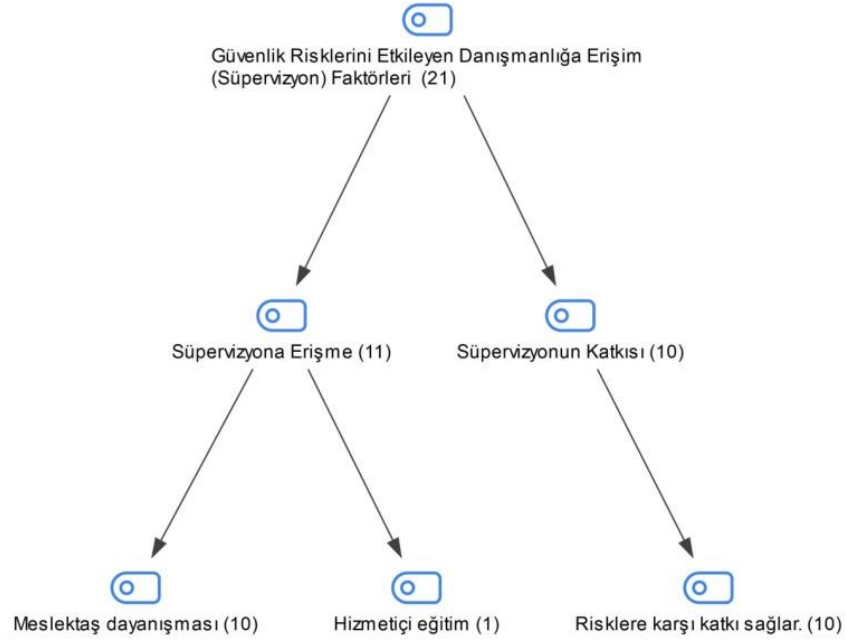 Güvenlik Risklerini Etkileyen Danışmanlığa Erişim
(Süpervizyon) Faktörleri (21)
Süpervizyona Erişme (11)
Süpervizyonun Katkısı (10)
Meslektaş dayanışması (10)
Hizmetiçi eğitim (1)
Risklere karşı katkı sağlar. (10)